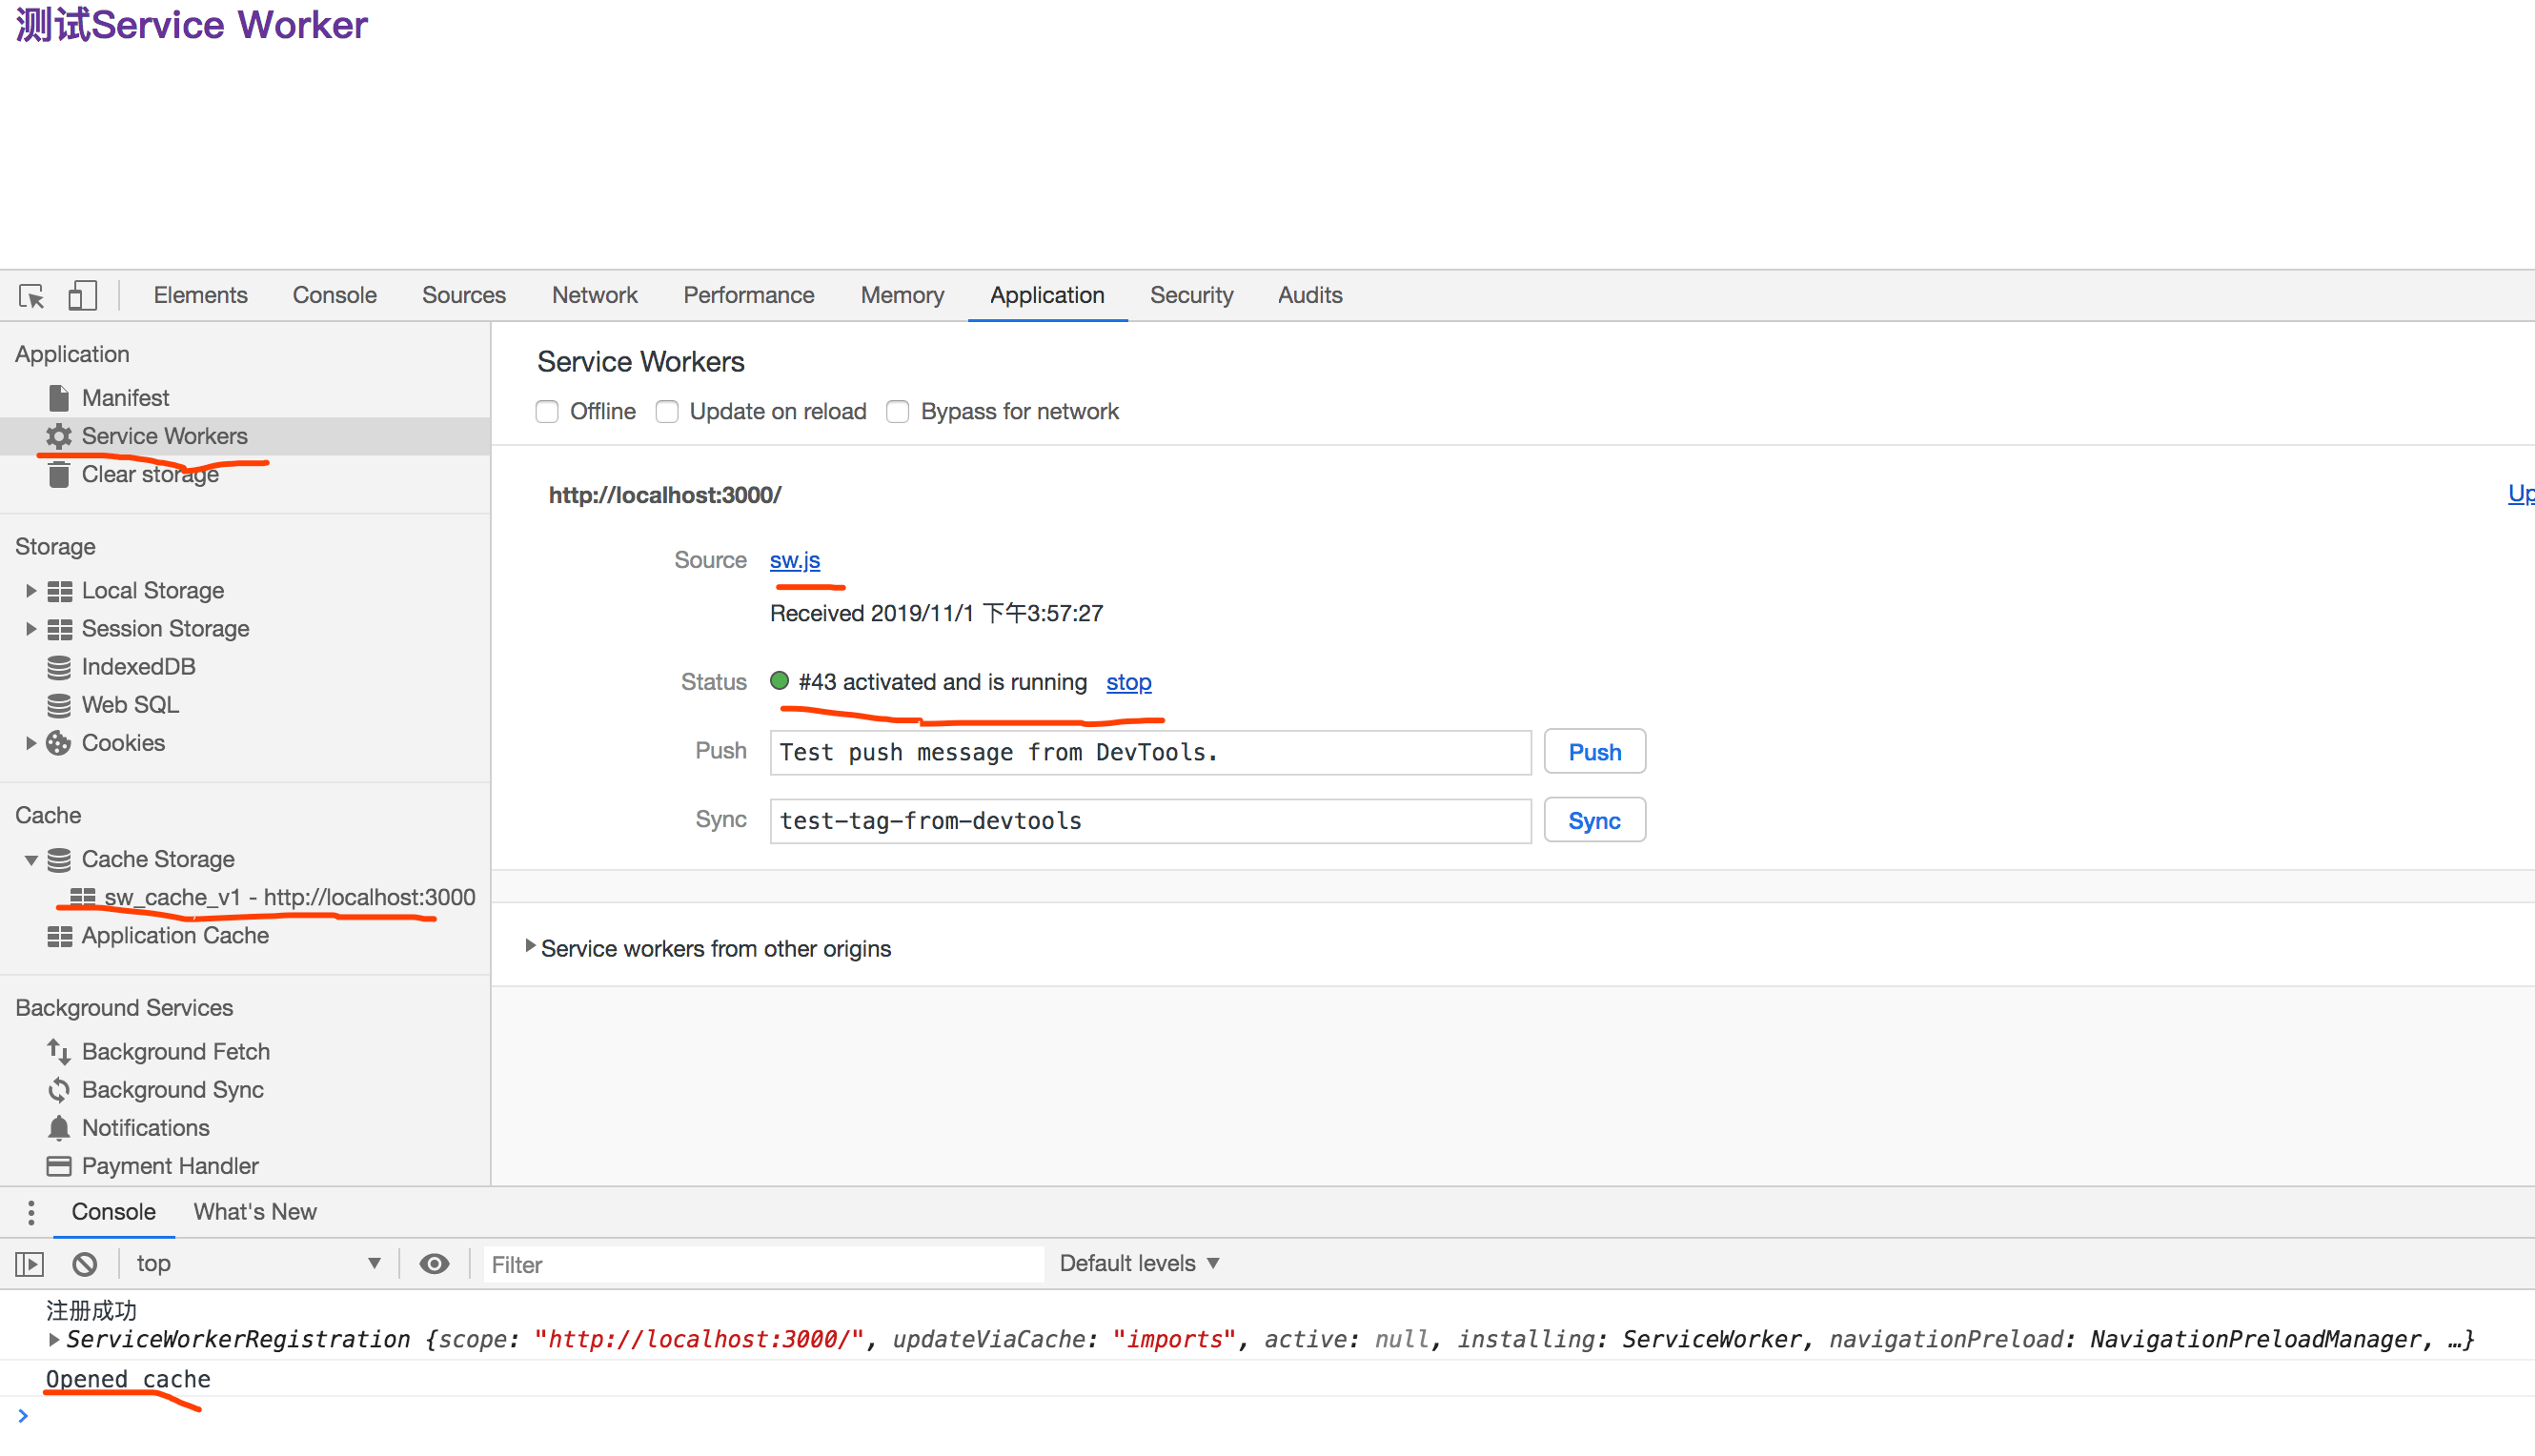 测试Service Worker
Elements Console Sources Network Performance Memory Application Security Audits
Application
Manifest
Service Workers
Clear storage
Storage
Local Storage
Session Storage
IndexedDB
Web SQL
Cookies
Cache
Cache Storage
sw_cache_v1 - http://localhost:3000
Application Cache
Background Services
Background Fetch
Background Sync
Notifications
Payment Handler
Service Workers
Offline Update on reload Bypass for network
http://localhost:3000/ Up
Source sw.js
Received 2019/11/1 下午3:57:27
Status #43 activated and is running stop
Push Test push message from DevTools. Push
Sync test-tag-from-devtools Sync
Service workers from other origins
Console What's New
top Filter Default levels
注册成功
ServiceWorkerRegistration {scope: "http://localhost:3000/", updateViaCache: "imports", active: null, installing: ServiceWorker, navigationPreload: NavigationPreloadManager, …}
Opened cache